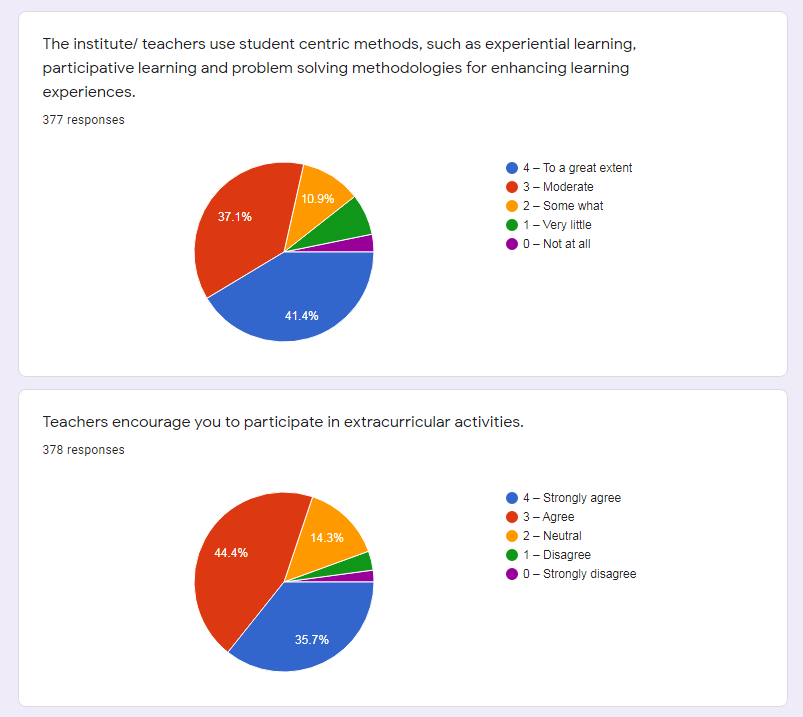 The institute/ teachers use student centric methods, such as experiential learning,
participative learning and problem solving methodologies for enhancing learning
experiences.
377 responses
4 – To a great extent
3 – Moderate
2 – Some what
1 – Very little
0 – Not at all
10.9%
37.1%
41.4%
Teachers encourage you to participate in extracurricular activities.
378 responses
4 – Strongly agree
3 – Agree
2 – Neutral
1 – Disagree
0 – Strongly disagree
14.3%
44.4%
35.7%